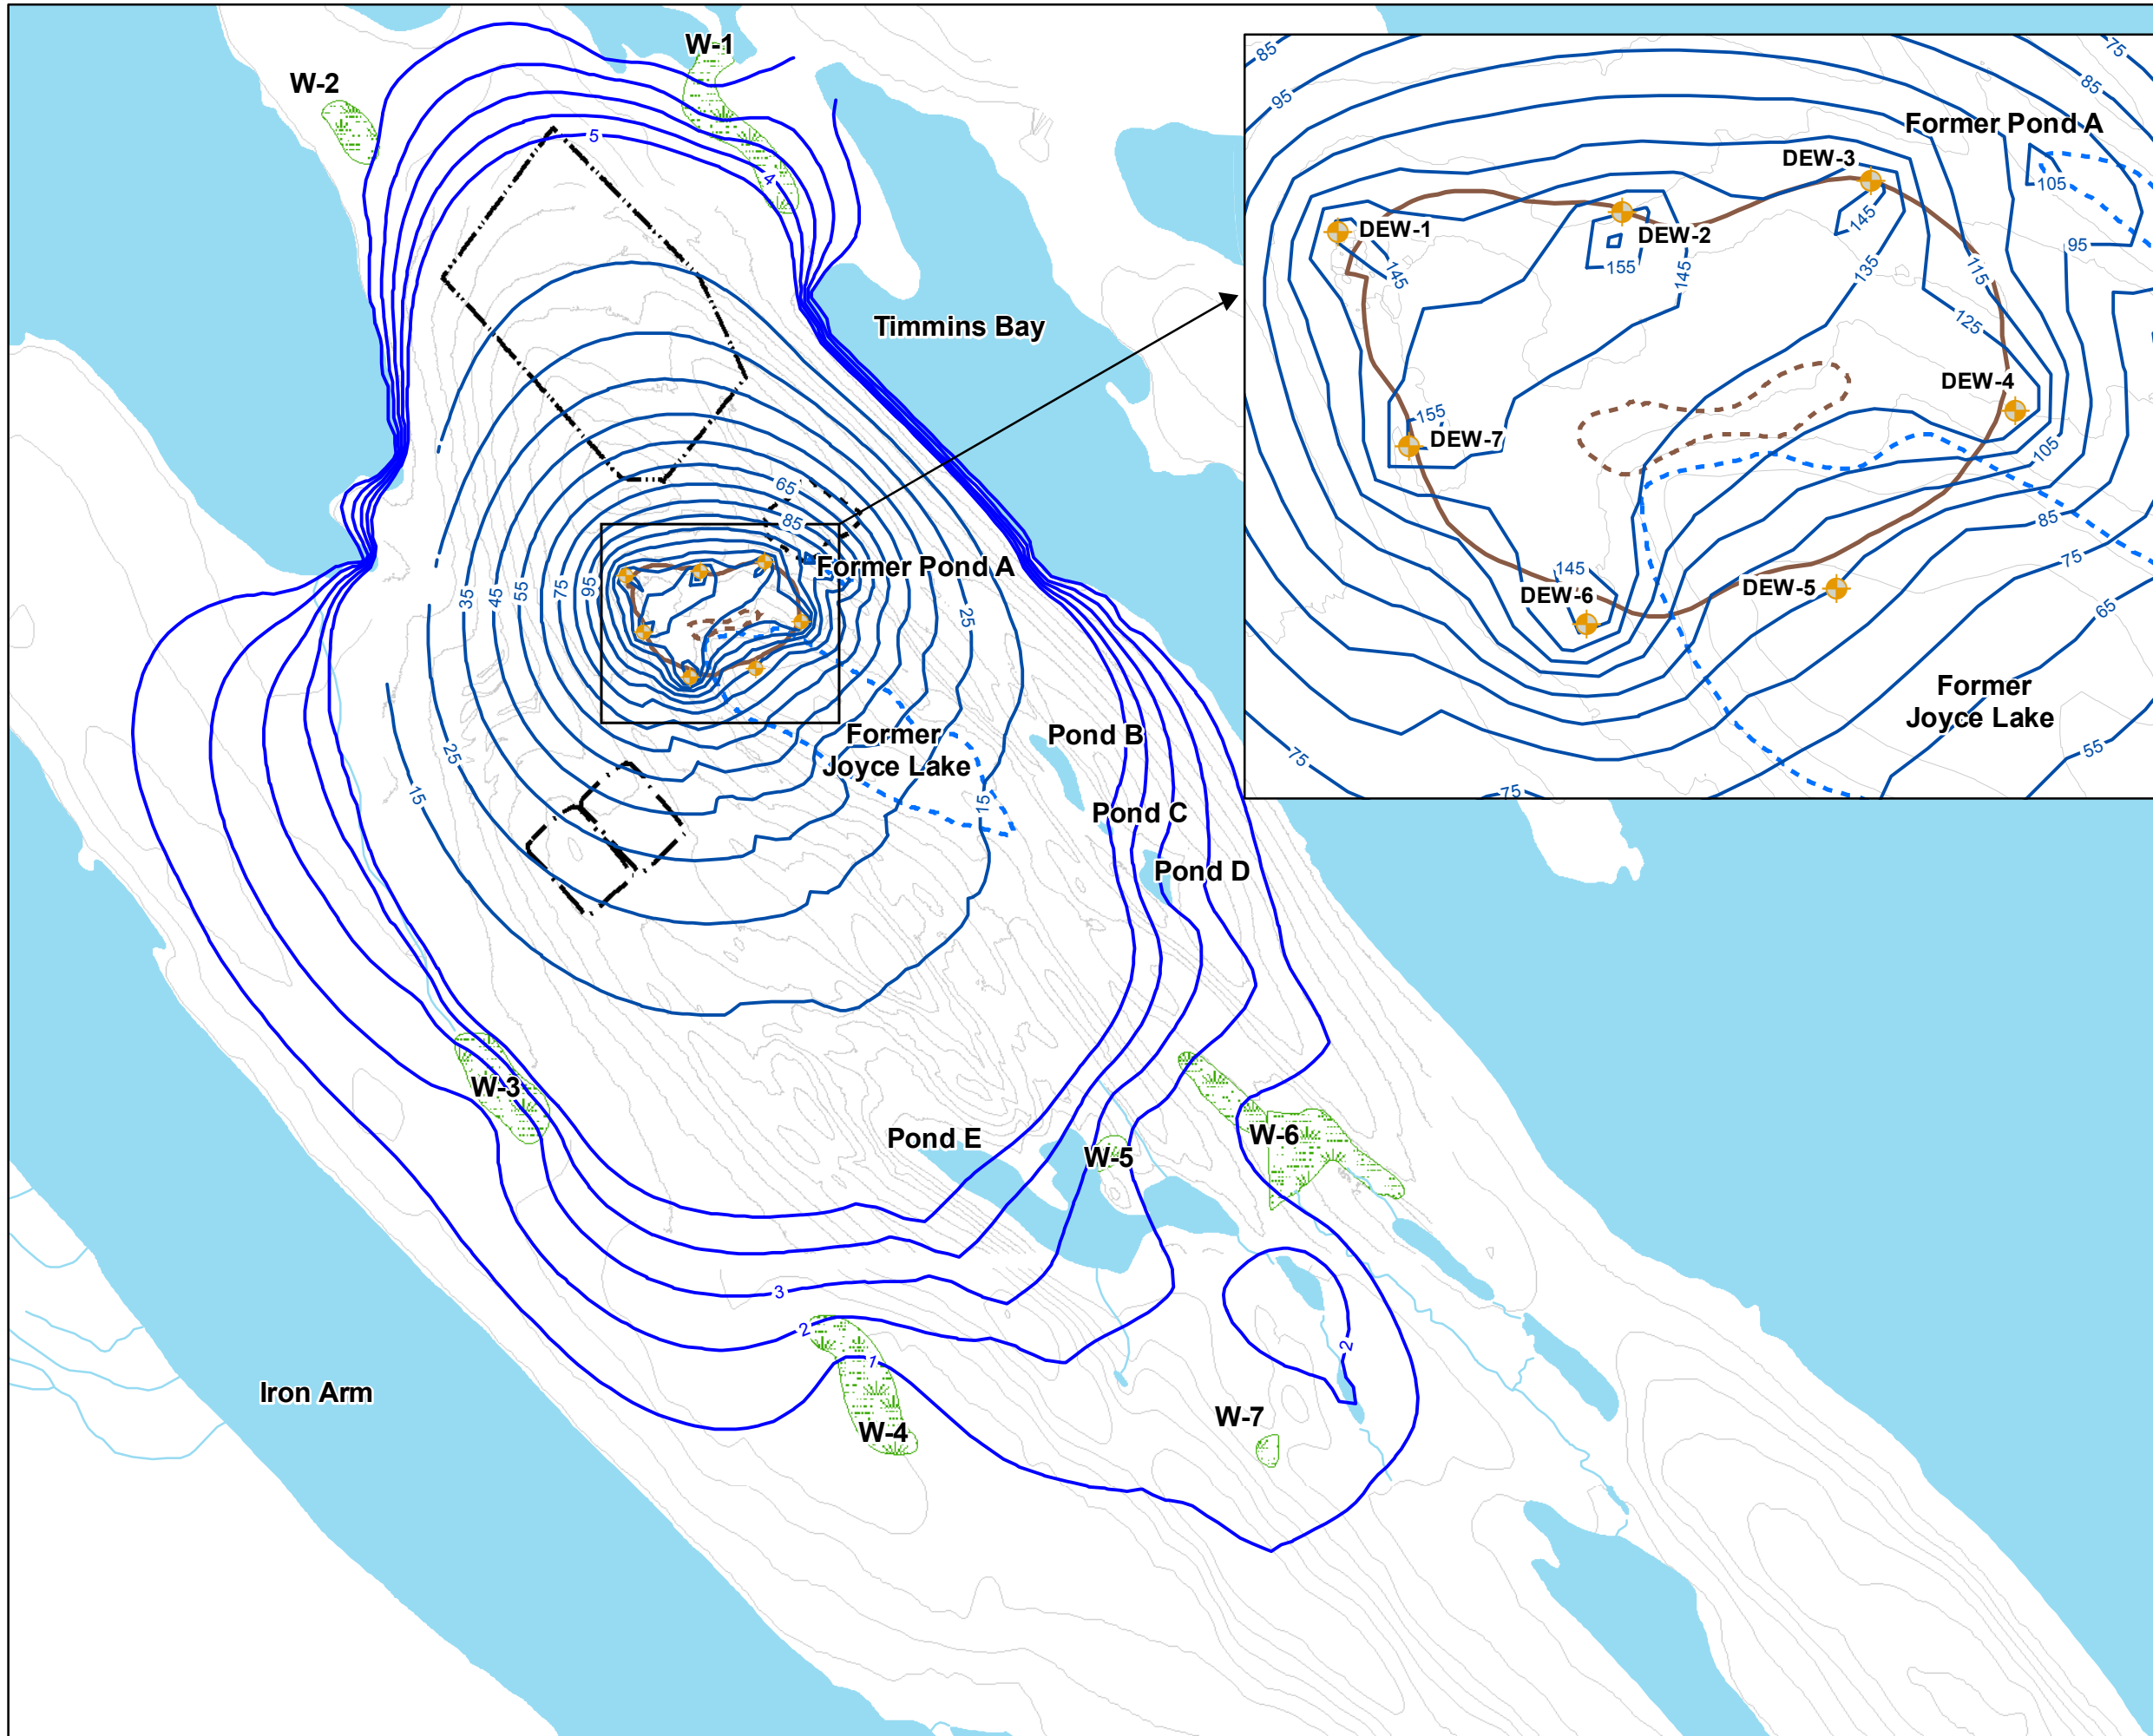 W-1
W-2
5
4
Timmins Bay
65
85
Former Pond A
35
45
55
75
95
25
Former
Joyce Lake
25
15
15
Pond B
Pond C
Pond D
W-3
Pond E
W-5
W-6
3
2
1
2
W-4
W-7
Iron Arm
85
95
75
85
Former Pond A
DEW-3
105
145
DEW-1
DEW-2
145
155
145
135
115
95
125
DEW-4
155
DEW-7
105
85
75
145
DEW-6
DEW-5
65
Former
Joyce Lake
75
55
75